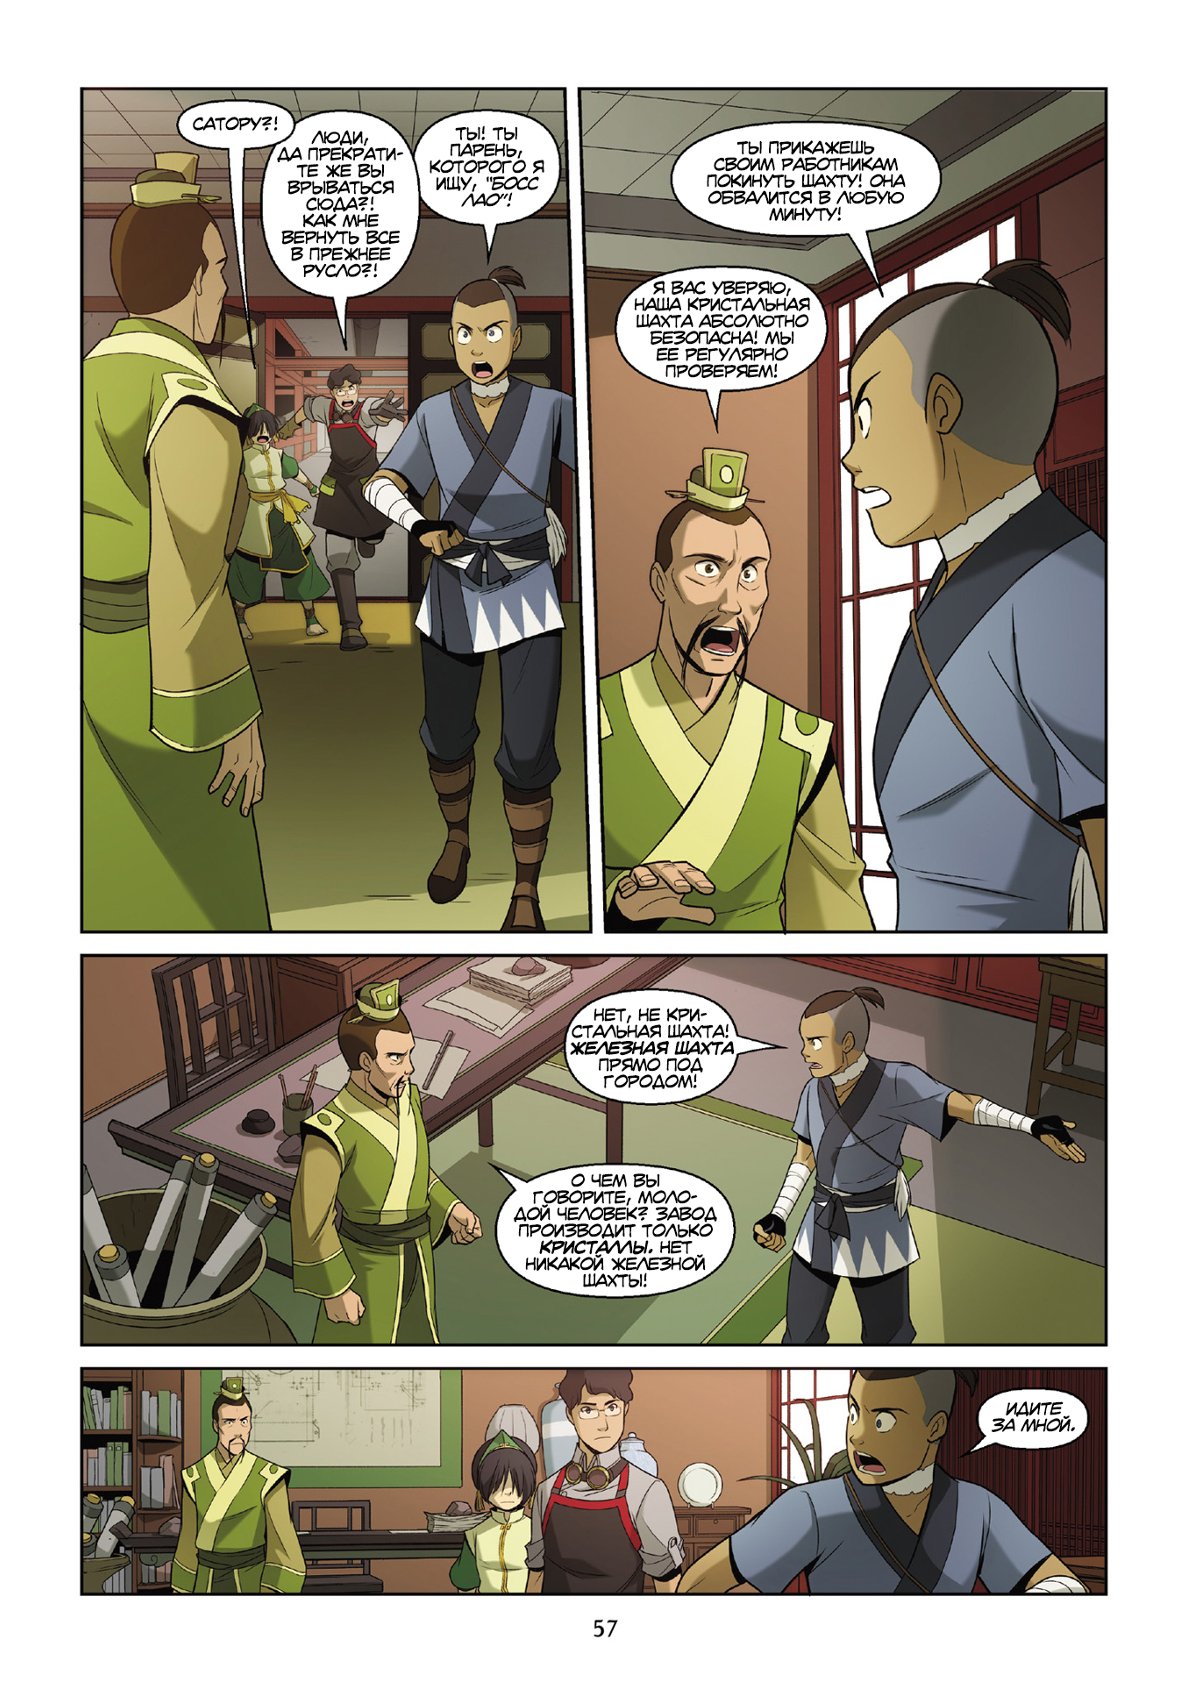 САТОРУ?!
ЛЮДИ,
ДА ПРЕКРАТИ-
ТЕ ЖЕ ВЫ
ВРЫВАТЬСЯ
СЮДА?!
КАК МНЕ
ВЕРНУТЬ ВСЕ
В ПРЕЖНЕЕ
РУСЛО?!
ТЫ! ТЫ
ПАРЕНЬ,
КОТОРОГО Я
ИЩУ, "БОСС
ЛАО"!
ТЫ ПРИКАЖЕШЬ
СВОИМ РАБОТНИКАМ
ПОКИНУТЬ ШАХТУ! ОНА
ОБВАЛИТСЯ В ЛЮБУЮ
МИНУТУ!
Я ВАС УВЕРЯЮ,
НАША КРИСТАЛЬНАЯ
ШАХТА АБСОЛЮТНО
БЕЗОПАСНА! МЫ
ЕЕ РЕГУЛЯРНО
ПРОВЕРЯЕМ!
НЕТ, НЕ КРИ-
СТАЛЬНАЯ ШАХТА!
ЖЕЛЕЗНАЯ ШАХТА
ПРЯМО ПОД
ГОРОДОМ!
О ЧЕМ ВЫ
ГОВОРИТЕ, МОЛО-
ДОЙ ЧЕЛОВЕК? ЗАВОД
ПРОИЗВОДИТ ТОЛЬКО
КРИСТАЛЛЫ. НЕТ
НИКАКОЙ ЖЕЛЕЗНОЙ
ШАХТЫ!
ИДИТЕ
ЗА МНОЙ.
57